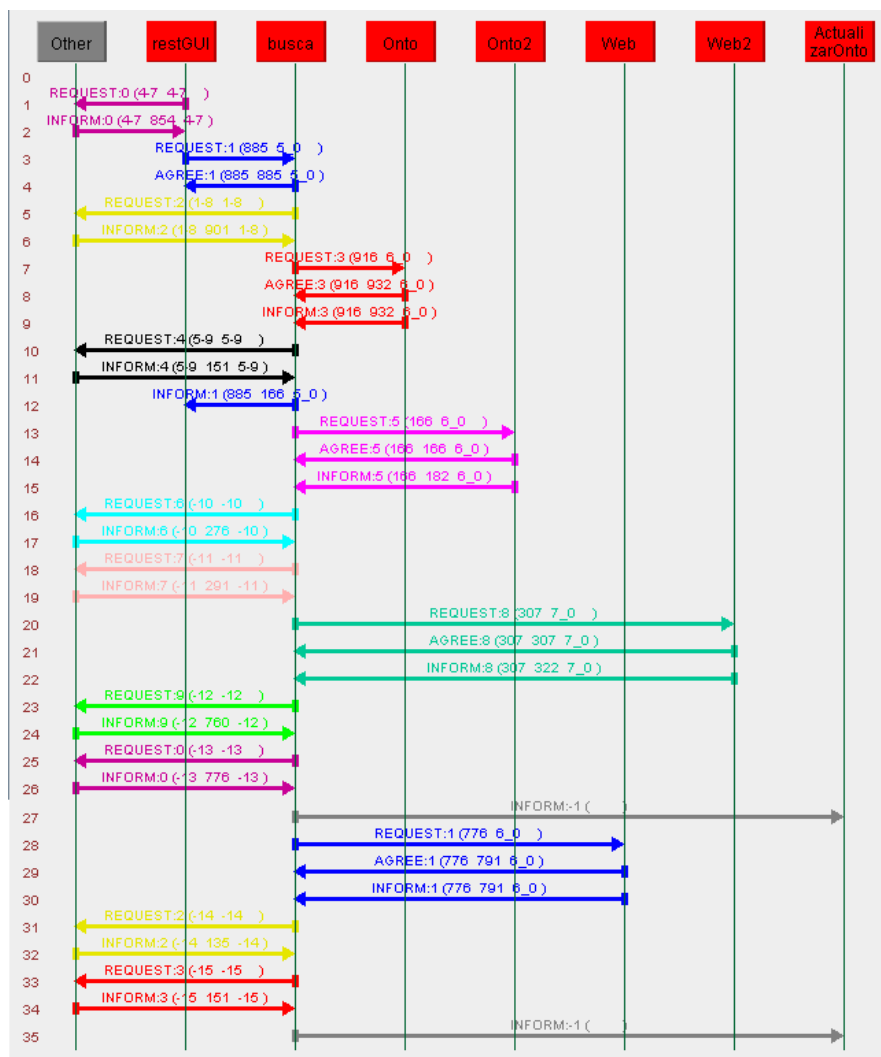 Other restGUI busca Onto Onto2 Web Web2 Actuali
zarOnto
0
REQUEST:0 (4-7 4-7 )
1
INFORM:0 (4-7 854 4-7 )
2
REQUEST:1 (885 5_0 )
3
AGREE:1 (885 885 5_0 )
4
REQUEST:2 (1-8 1-8 )
5
INFORM:2 (1-8 901 1-8 )
6
REQUEST:3 (916 6_0 )
7
AGREE:3 (916 932 6_0 )
8
INFORM:3 (916 932 6_0 )
9
REQUEST:4 (5-9 5-9 )
10
INFORM:4 (5-9 151 5-9 )
11
INFORM:1 (885 166 5_0 )
12
REQUEST:5 (166 6_0 )
13
AGREE:5 (166 166 6_0 )
14
INFORM:5 (166 182 6_0 )
15
REQUEST:6 (-10 -10 )
16
INFORM:6 (-10 276 -10 )
17
REQUEST:7 (-11 -11 )
18
INFORM:7 (-11 291 -11 )
19
REQUEST:8 (307 7_0 )
20
AGREE:8 (307 307 7_0 )
21
INFORM:8 (307 322 7_0 )
22
REQUEST:9 (-12 -12 )
23
INFORM:9 (-12 760 -12 )
24
REQUEST:0 (-13 -13 )
25
INFORM:0 (-13 776 -13 )
26
INFORM:-1 ( )
27
REQUEST:1 (776 6_0 )
28
AGREE:1 (776 791 6_0 )
29
INFORM:1 (776 791 6_0 )
30
REQUEST:2 (-14 -14 )
31
INFORM:2 (-14 135 -14 )
32
REQUEST:3 (-15 -15 )
33
INFORM:3 (-15 151 -15 )
34
INFORM:-1 ( )
35